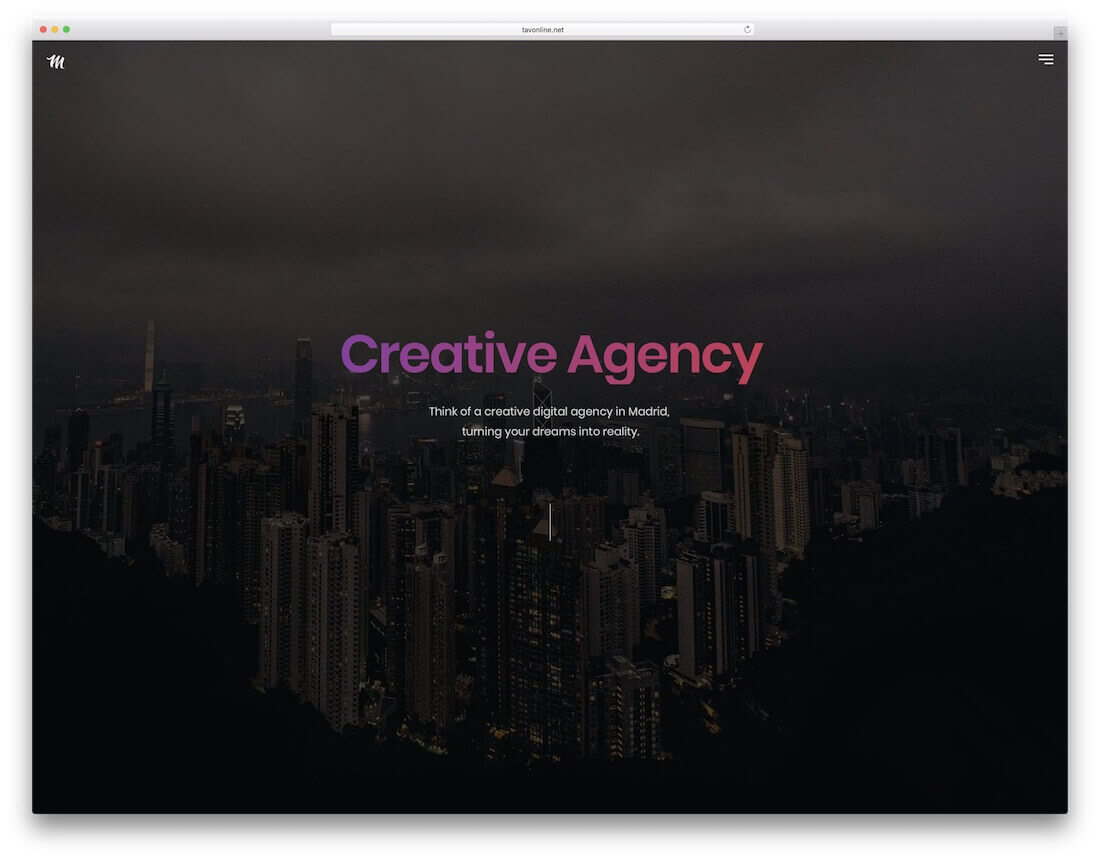 tavonline.net
m
Creative Agency
Think of a creative digital agency in Madrid,
turning your dreams into reality.